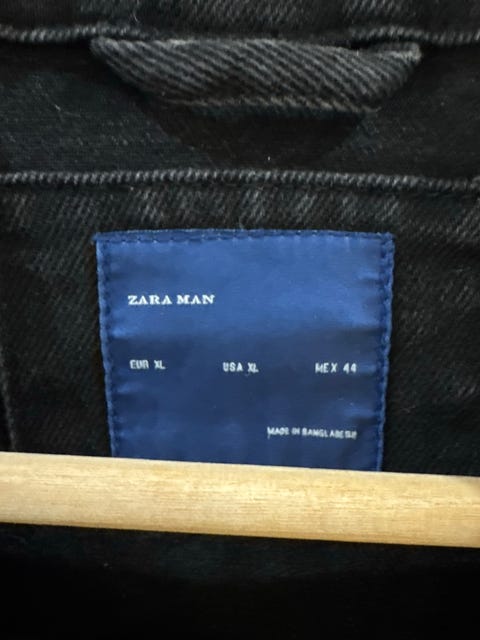 ZARA MAN
EUR XL USA XL MEX 44
MADE IN BANGLADESH